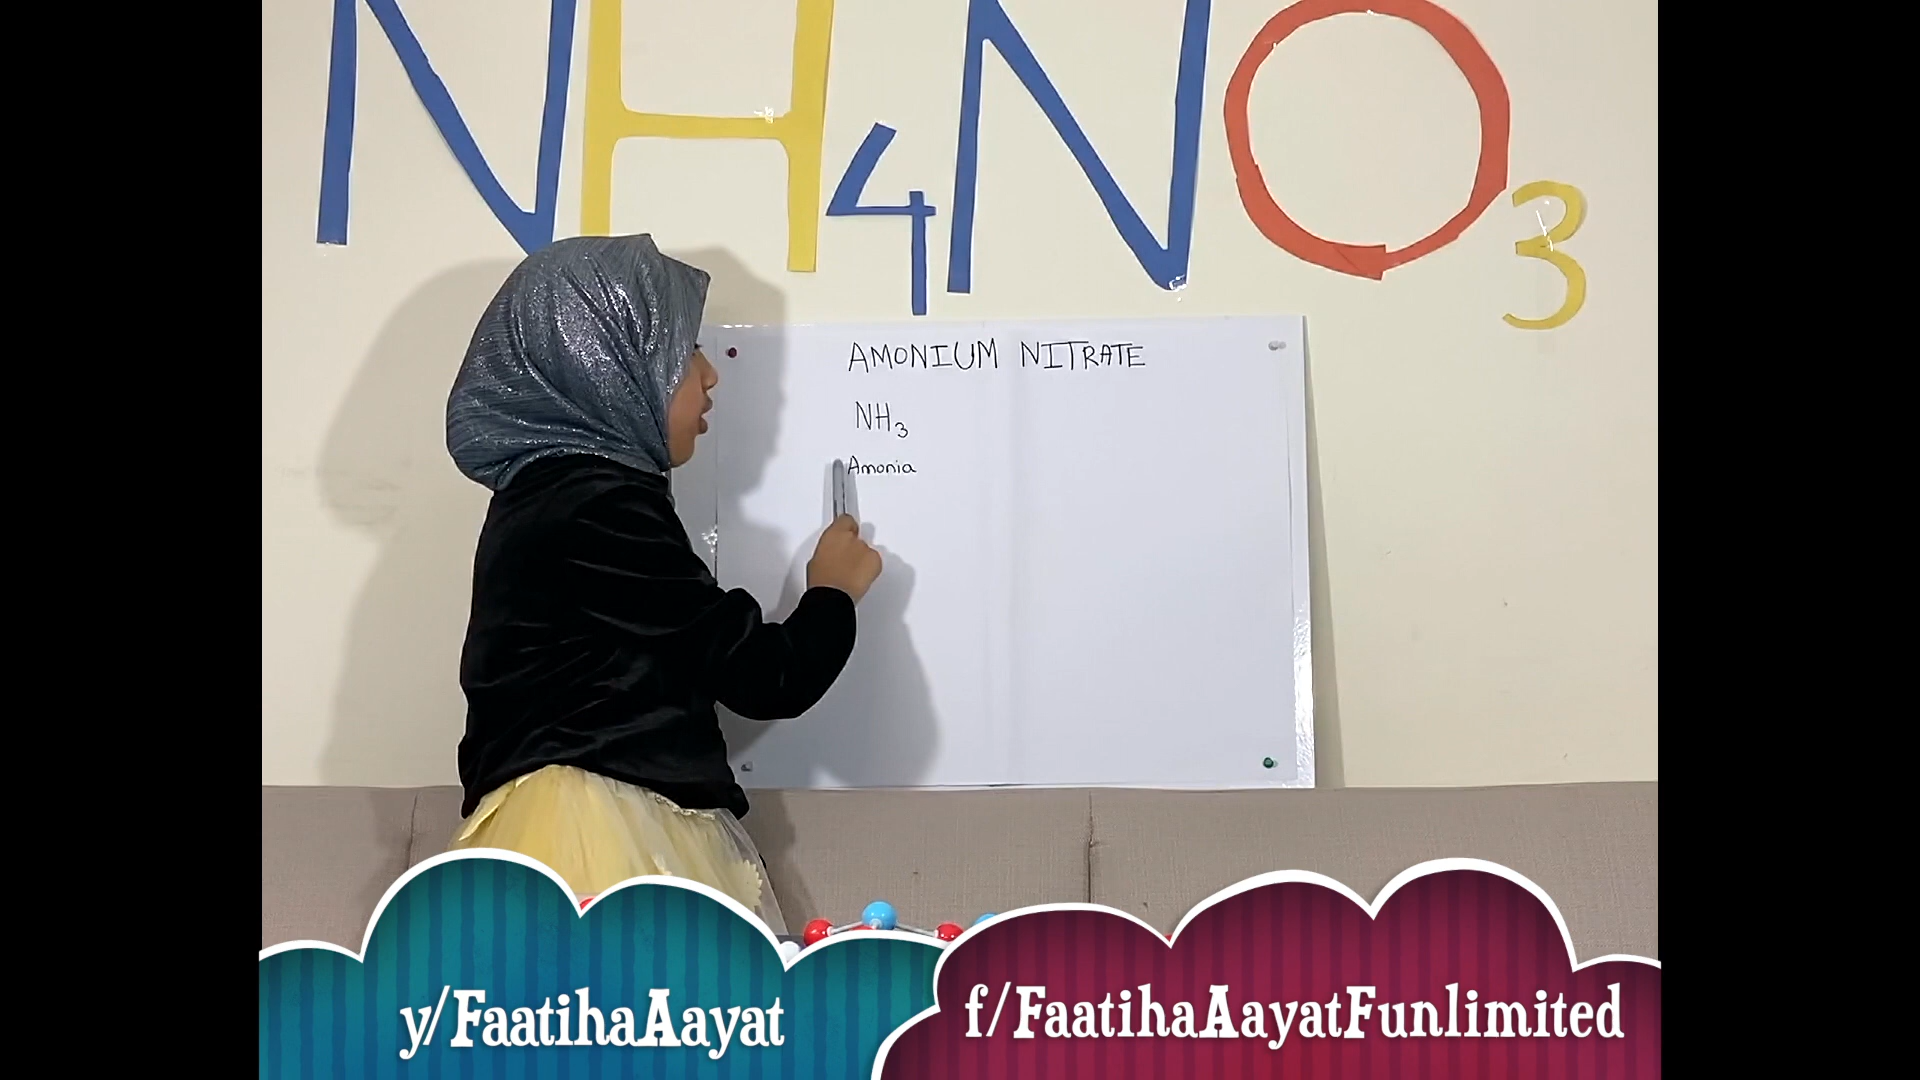 NH4NO3
AMONIUM NITRATE
NH3
Amonia
y/FaatihaAayat
f/FaatihaAayatFunlimited